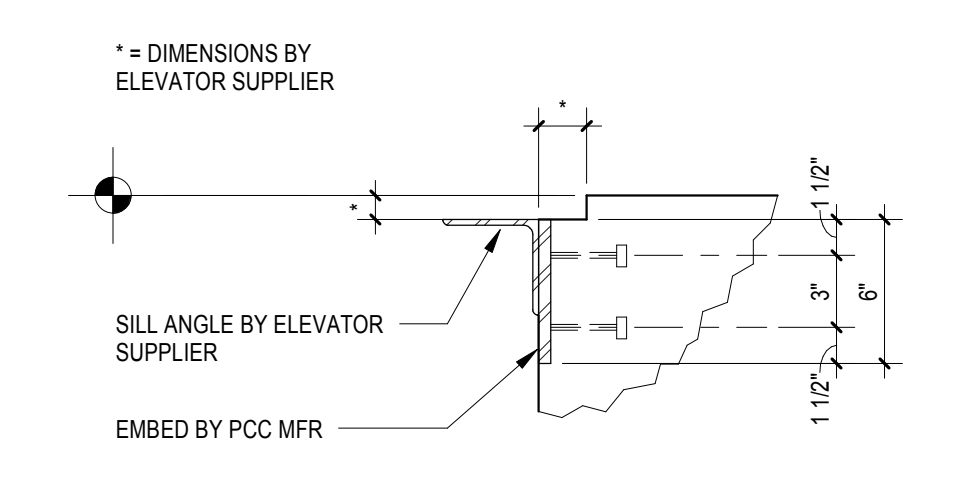 * = DIMENSIONS BY
ELEVATOR SUPPLIER
*
*
1 1/2"
3"
6"
1 1/2"
SILL ANGLE BY ELEVATOR
SUPPLIER
EMBED BY PCC MFR